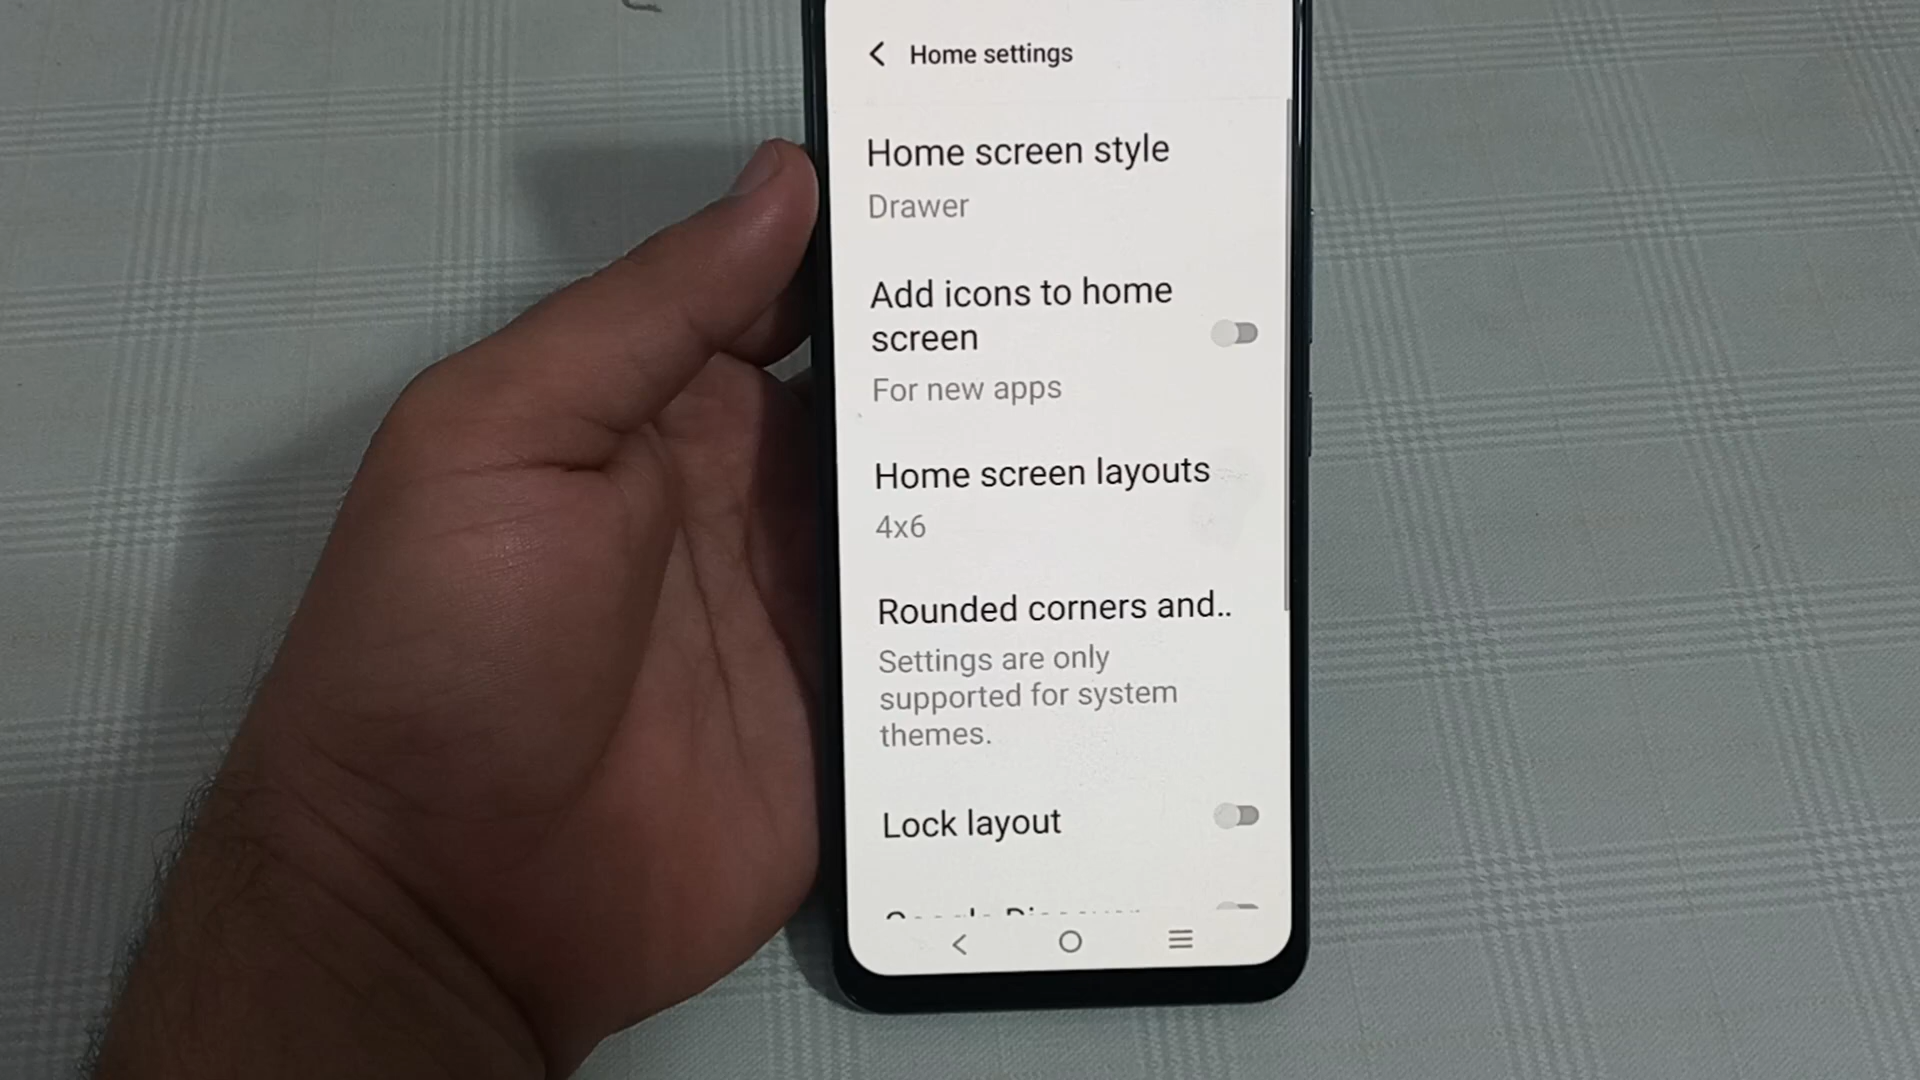 Home settings
Home screen style
Drawer
Add icons to home
screen
For new apps
Home screen layouts
4x6
Rounded corners and..
Settings are only
supported for system
themes.
Lock layout